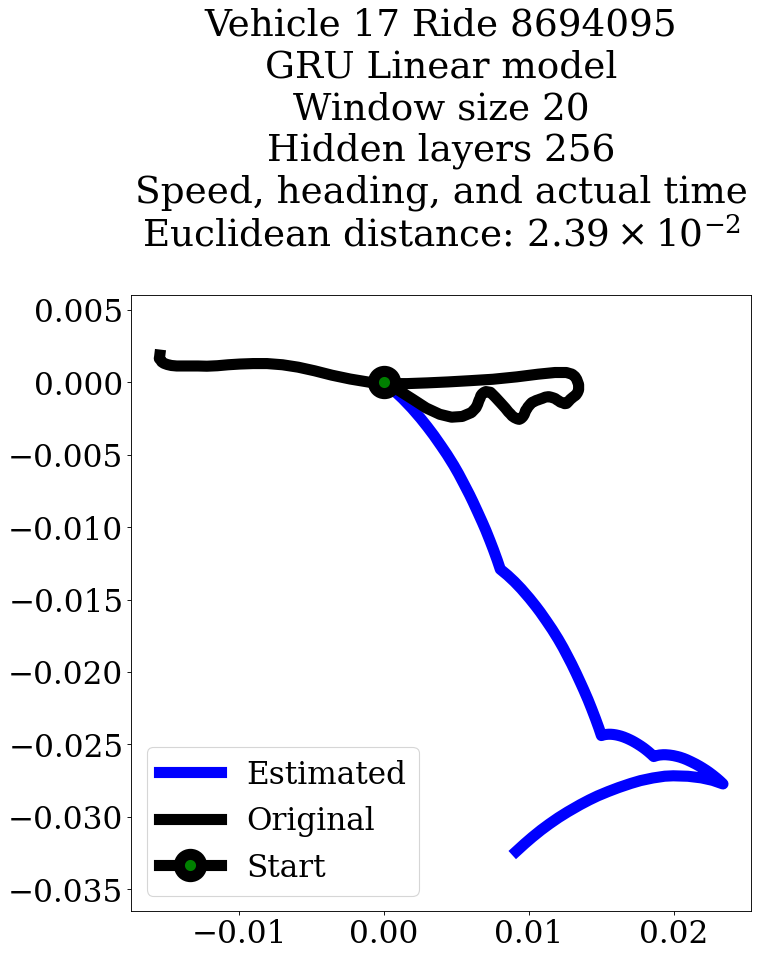 Vehicle 17 Ride 8694095
GRU Linear model
Window size 20
Hidden layers 256
Speed, heading, and actual time
Euclidean distance: 2.39 × 10⁻²
0.005
0.000
−0.005
−0.010
−0.015
−0.020
−0.025
−0.030
−0.035
Estimated
Original
Start
−0.01
0.00
0.01
0.02